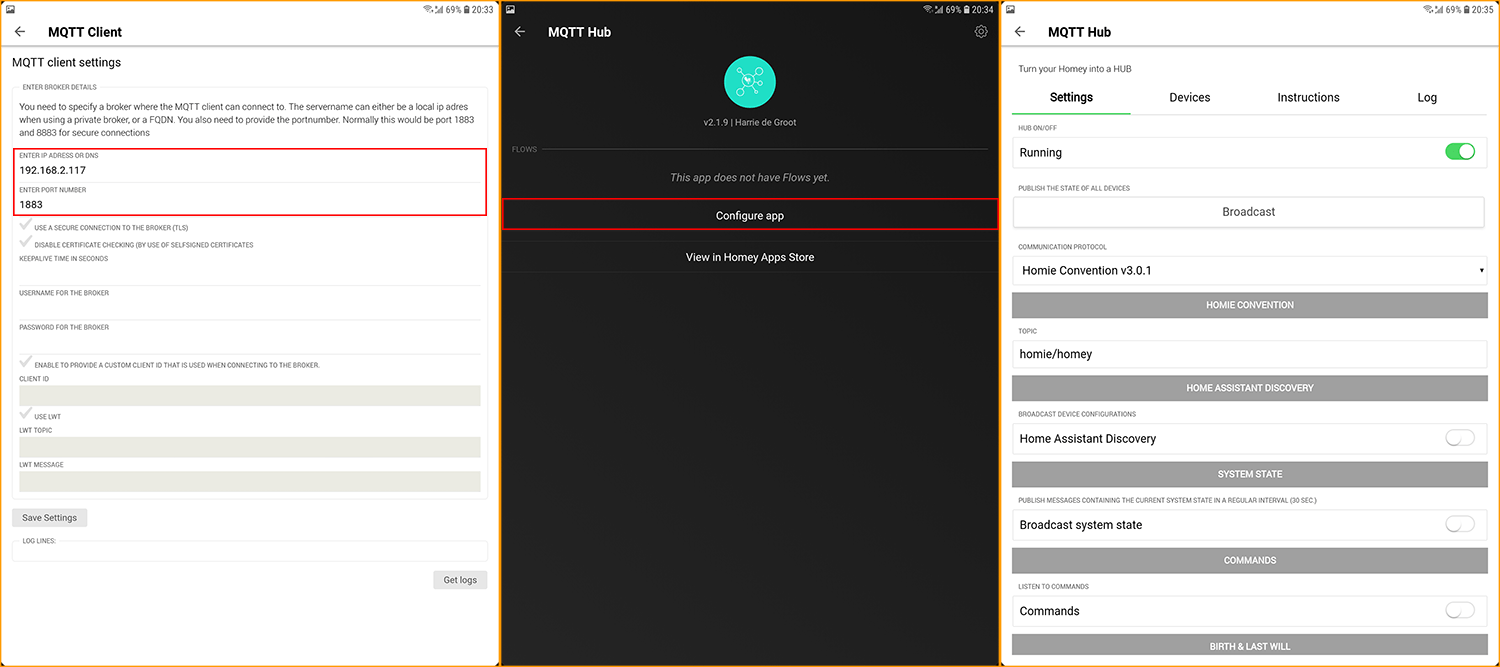 69% 20:33
MQTT Client
MQTT client settings
ENTER BROKER DETAILS
You need to specify a broker where the MQTT client can connect to. The servername can either be a local ip adres
when using a private broker, or a FQDN. You also need to provide the portnumber. Normally this would be port 1883
and 8883 for secure connections
ENTER IP ADRESS OR DNS
192.168.2.117
ENTER PORT NUMBER
1883
USE A SECURE CONNECTION TO THE BROKER (TLS)
DISABLE CERTIFICATE CHECKING (BY USE OF SELFSIGNED CERTIFICATES
KEEPALIVE TIME IN SECONDS
USERNAME FOR THE BROKER
PASSWORD FOR THE BROKER
ENABLE TO PROVIDE A CUSTOM CLIENT ID THAT IS USED WHEN CONNECTING TO THE BROKER.
CLIENT ID
USE LWT
LWT TOPIC
LWT MESSAGE
Save Settings
LOG LINES:
Get logs
69% 20:34
MQTT Hub
v2.1.9 | Harrie de Groot
FLOWS
This app does not have Flows yet.
Configure app
View in Homey Apps Store
69% 20:35
MQTT Hub
Turn your Homey into a HUB
Settings Devices Instructions Log
HUB ON/OFF
Running
PUBLISH THE STATE OF ALL DEVICES
Broadcast
COMMUNICATION PROTOCOL
Homie Convention v3.0.1
HOMIE CONVENTION
TOPIC
homie/homey
HOME ASSISTANT DISCOVERY
BROADCAST DEVICE CONFIGURATIONS
Home Assistant Discovery
SYSTEM STATE
PUBLISH MESSAGES CONTAINING THE CURRENT SYSTEM STATE IN A REGULAR INTERVAL (30 SEC.)
Broadcast system state
COMMANDS
LISTEN TO COMMANDS
Commands
BIRTH & LAST WILL